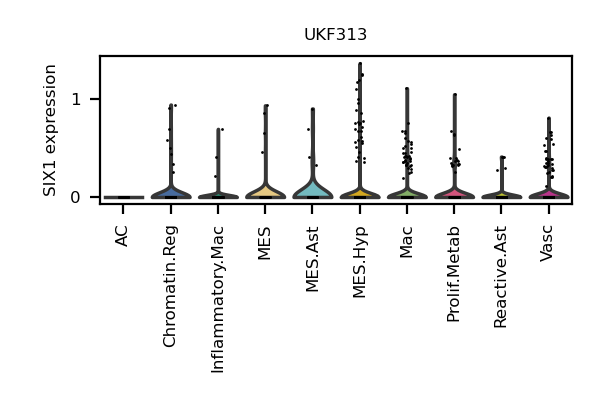 UKF313
SIX1 expression
1
0
AC
Chromatin.Reg
Inflammatory.Mac
MES
MES.Ast
MES.Hyp
Mac
Prolif.Metab
Reactive.Ast
Vasc